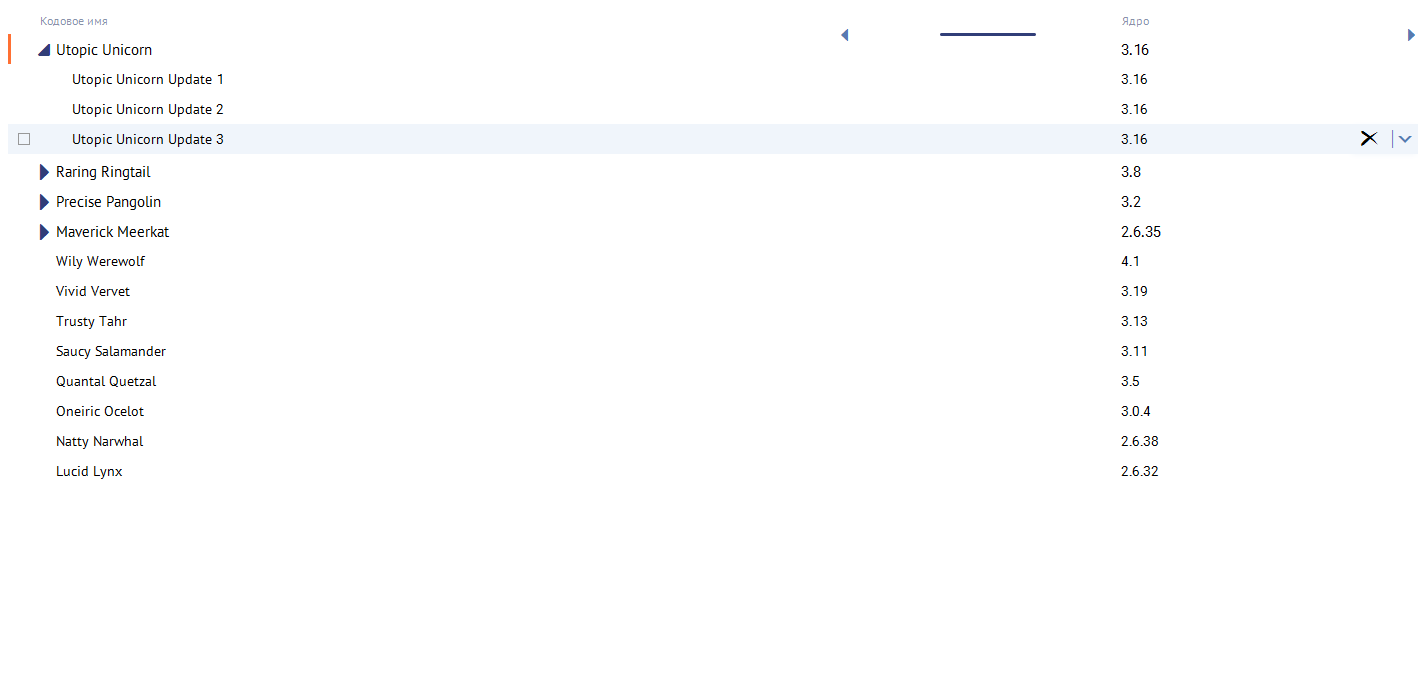 Кодовое имя Ядро
Utopic Unicorn 3.16
Utopic Unicorn Update 1 3.16
Utopic Unicorn Update 2 3.16
Utopic Unicorn Update 3 3.16
Raring Ringtail 3.8
Precise Pangolin 3.2
Maverick Meerkat 2.6.35
Wily Werewolf 4.1
Vivid Vervet 3.19
Trusty Tahr 3.13
Saucy Salamander 3.11
Quantal Quetzal 3.5
Oneiric Ocelot 3.0.4
Natty Narwhal 2.6.38
Lucid Lynx 2.6.32